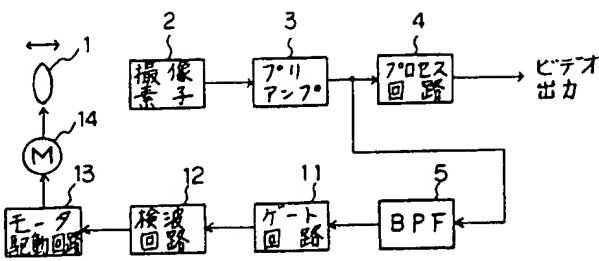 1
2
3
4
撮像
素子
プリ
アンプ
プロセス
回路
ビデオ
出力
14
M
13
12
11
5
モータ
駆動回路
検波
回路
ゲート
回路
BPF